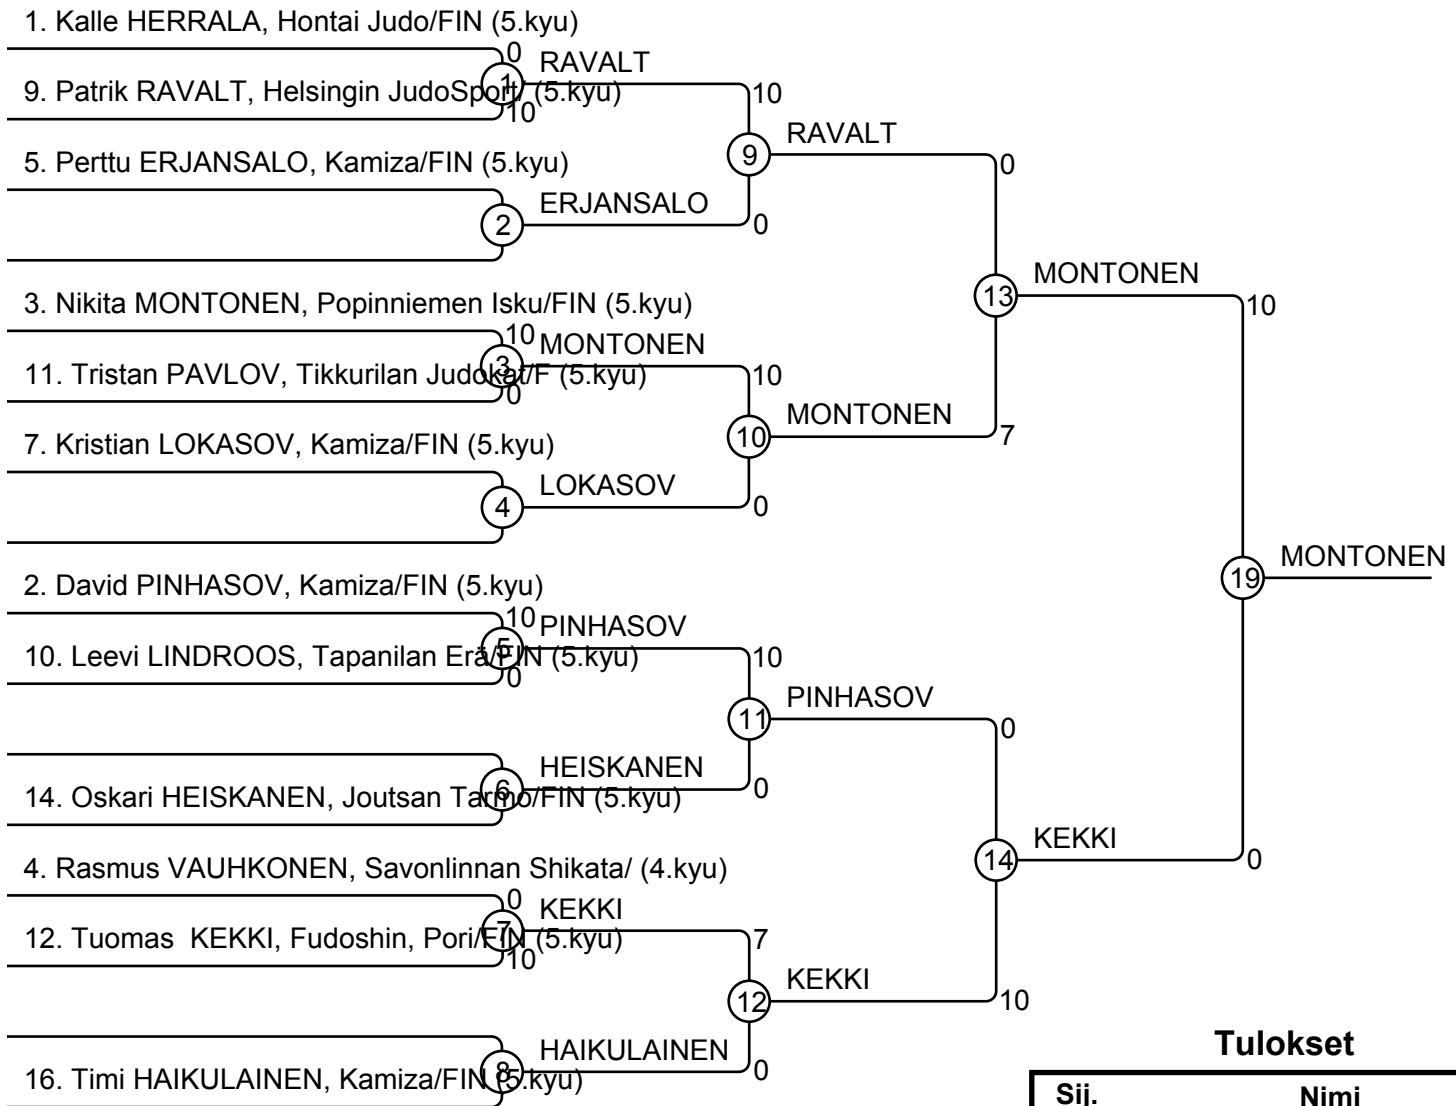 1. Kalle HERRALA, Hontai Judo/FIN (5.kyu)
0
RAVALT
1
9. Patrik RAVALT, Helsingin JudoSport/ (5.kyu)
10
10
RAVALT
9
0
5. Perttu ERJANSALO, Kamiza/FIN (5.kyu)
ERJANSALO
2
0
MONTONEN
13
10
3. Nikita MONTONEN, Popinniemen Isku/FIN (5.kyu)
10
MONTONEN
3
11. Tristan PAVLOV, Tikkurilan Judokat/F (5.kyu)
0
10
MONTONEN
10
7
7. Kristian LOKASOV, Kamiza/FIN (5.kyu)
LOKASOV
4
0
MONTONEN
19
2. David PINHASOV, Kamiza/FIN (5.kyu)
10
PINHASOV
5
10. Leevi LINDROOS, Tapanilan Erä/FIN (5.kyu)
0
10
PINHASOV
11
0
HEISKANEN
6
14. Oskari HEISKANEN, Joutsan Tarmo/FIN (5.kyu)
0
KEKKI
14
0
4. Rasmus VAUHKONEN, Savonlinnan Shikata/ (4.kyu)
0
KEKKI
7
12. Tuomas  KEKKI, Fudoshin, Pori/FIN (5.kyu)
10
7
KEKKI
12
10
HAIKULAINEN
8
16. Timi HAIKULAINEN, Kamiza/FIN (5.kyu)
0
Tulokset
Sij. Nimi